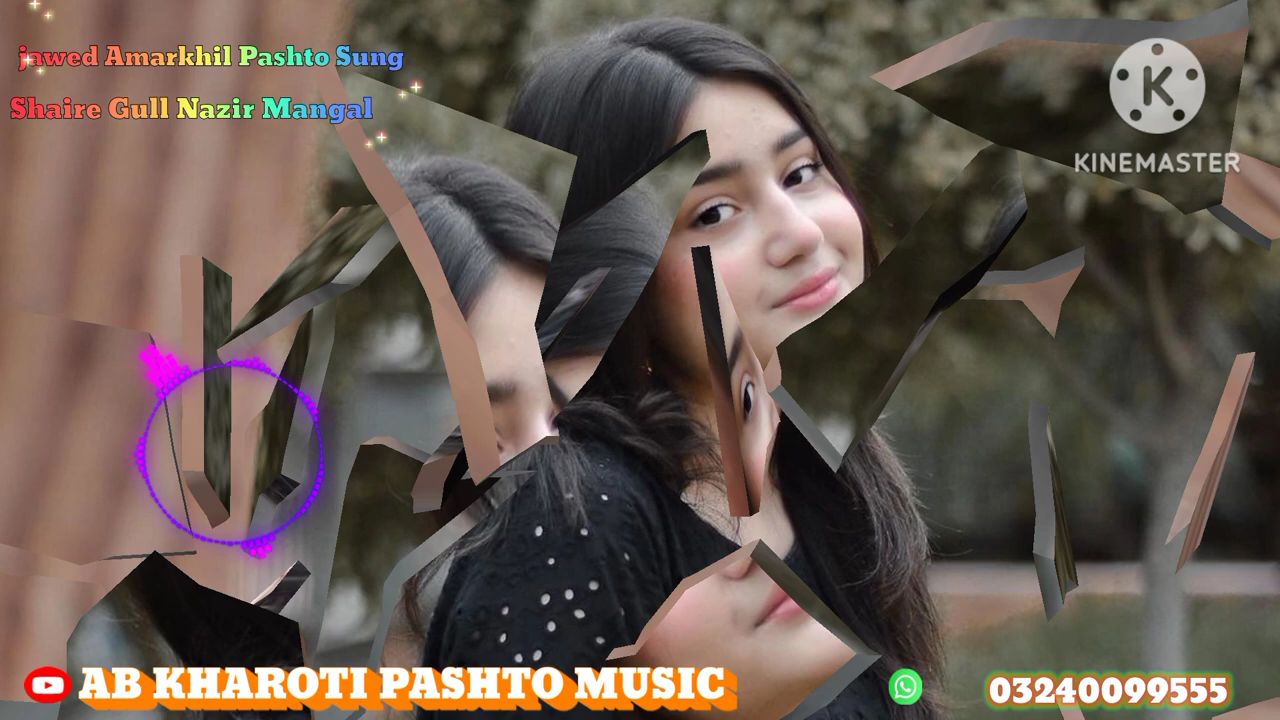 jawed Amarkhil Pashto Sung
Shaire Gull Nazir Mangal
K
KINEMASTER
AB KHAROTI PASHTO MUSIC
03240099555